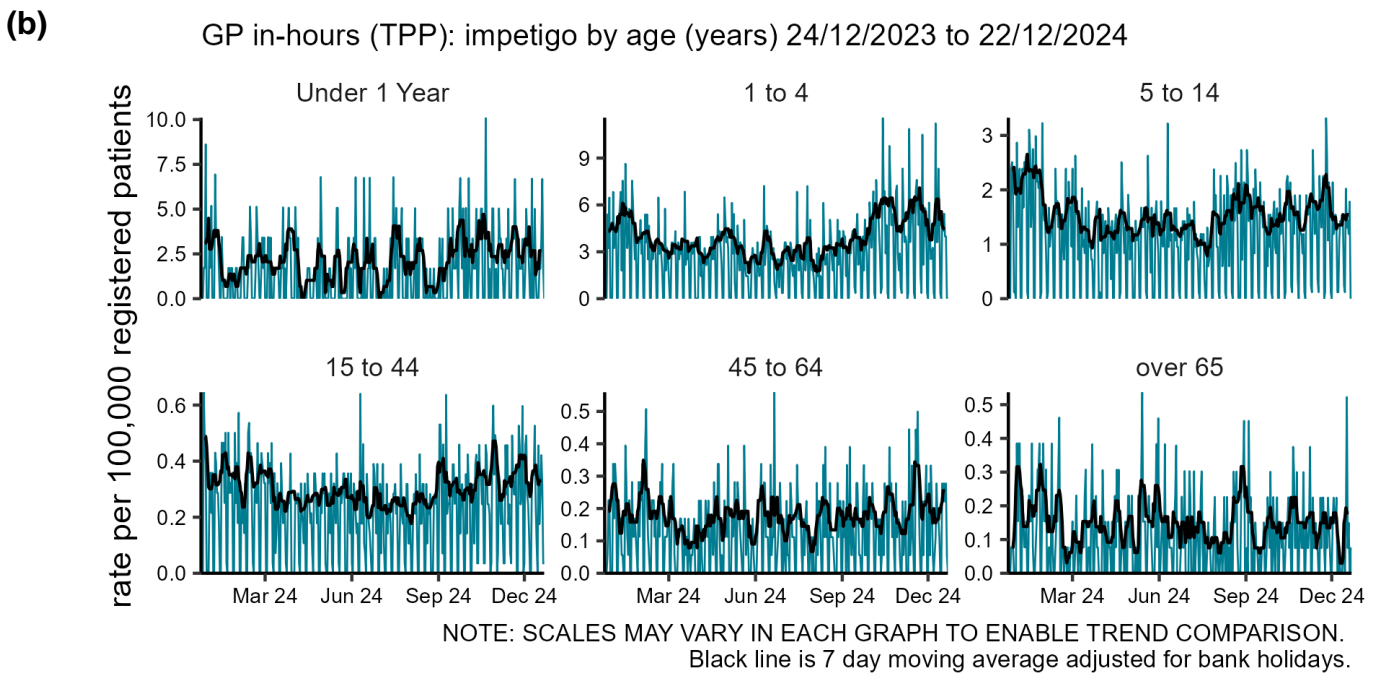 (b)
GP in-hours (TPP): impetigo by age (years) 24/12/2023 to 22/12/2024
rate per 100,000 registered patients
Under 1 Year
10.0
7.5
5.0
2.5
0.0
1 to 4
9
6
3
0
5 to 14
3
2
1
0
15 to 44
0.6
0.4
0.2
0.0
Mar 24 Jun 24 Sep 24 Dec 24
45 to 64
0.5
0.4
0.3
0.2
0.1
0.0
Mar 24 Jun 24 Sep 24 Dec 24
over 65
0.5
0.4
0.3
0.2
0.1
0.0
Mar 24 Jun 24 Sep 24 Dec 24
NOTE: SCALES MAY VARY IN EACH GRAPH TO ENABLE TREND COMPARISON.
Black line is 7 day moving average adjusted for bank holidays.